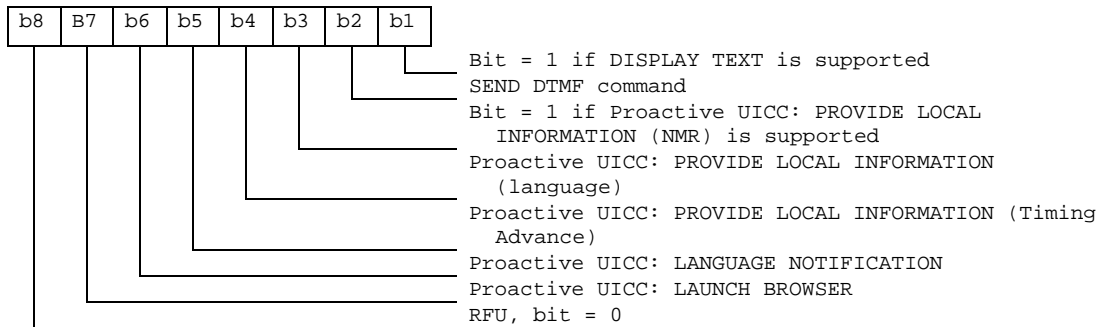 b8 B7 b6 b5 b4 b3 b2 b1
Bit = 1 if DISPLAY TEXT is supported
SEND DTMF command
Bit = 1 if Proactive UICC: PROVIDE LOCAL
INFORMATION (NMR) is supported
Proactive UICC: PROVIDE LOCAL INFORMATION
(language)
Proactive UICC: PROVIDE LOCAL INFORMATION (Timing
Advance)
Proactive UICC: LANGUAGE NOTIFICATION
Proactive UICC: LAUNCH BROWSER
RFU, bit = 0